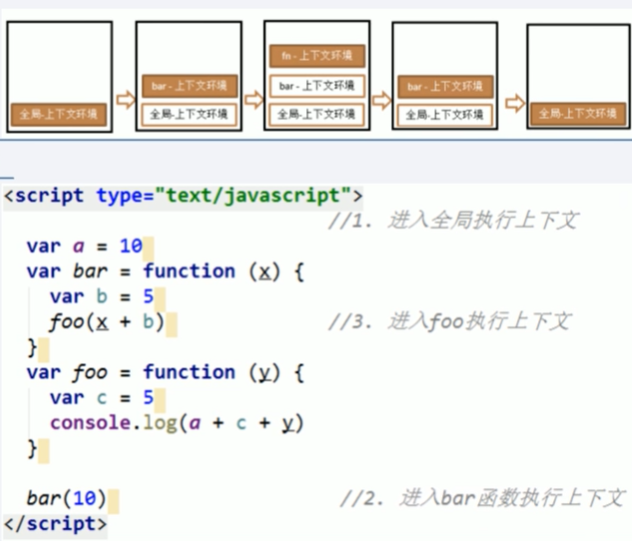 fn - 上下文环境
bar - 上下文环境 bar - 上下文环境 bar - 上下文环境
全局-上下文环境 全局-上下文环境 全局-上下文环境 全局-上下文环境 全局-上下文环境
<script type="text/javascript">
//1. 进入全局执行上下文
var a = 10
var bar = function (x) {
var b = 5
foo(x + b) //3. 进入foo执行上下文
}
var foo = function (y) {
var c = 5
console.log(a + c + y)
}
bar(10) //2. 进入bar函数执行上下文
</script>